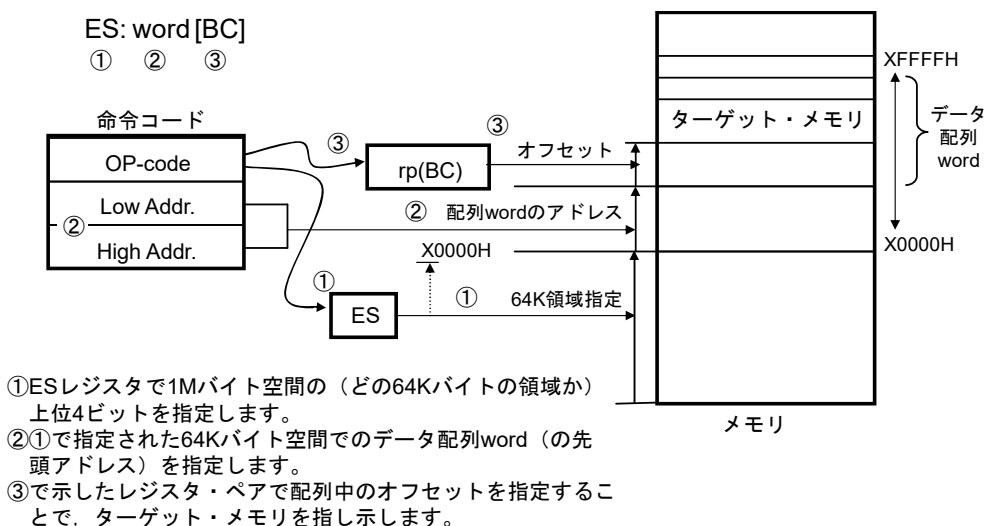 ES: word [BC]
① ② ③
命令コード
OP-code
Low Addr.
②
High Addr.
③
rp(BC)
③
オフセット
② 配列wordのアドレス
X0000H
①
ES
① 64K領域指定
ターゲット・メモリ
XFFFFH
データ
配列
word
X0000H
メモリ
①ESレジスタで1Mバイト空間の（どの64Kバイトの領域か）
上位4ビットを指定します。
②①で指定された64Kバイト空間でのデータ配列word（の先
頭アドレス）を指定します。
③で示したレジスタ・ペアで配列中のオフセットを指定するこ
とで，ターゲット・メモリを指し示します。